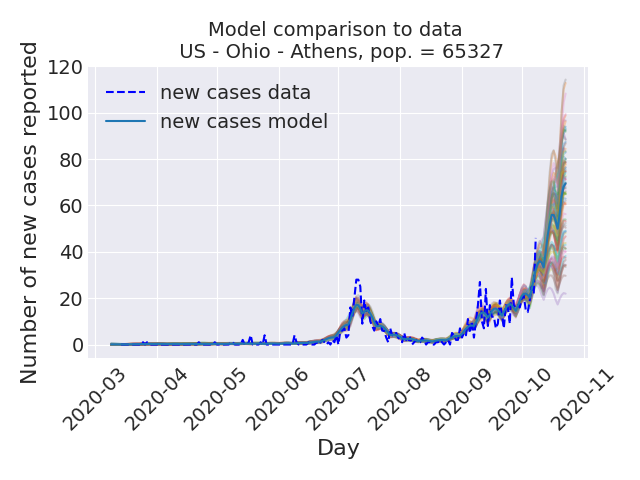 Model comparison to data
US - Ohio - Athens, pop. = 65327
Number of new cases reported
120
100
80
60
40
20
0
new cases data
new cases model
2020-03
2020-04
2020-05
2020-06
2020-07
2020-08
2020-09
2020-10
2020-11
Day